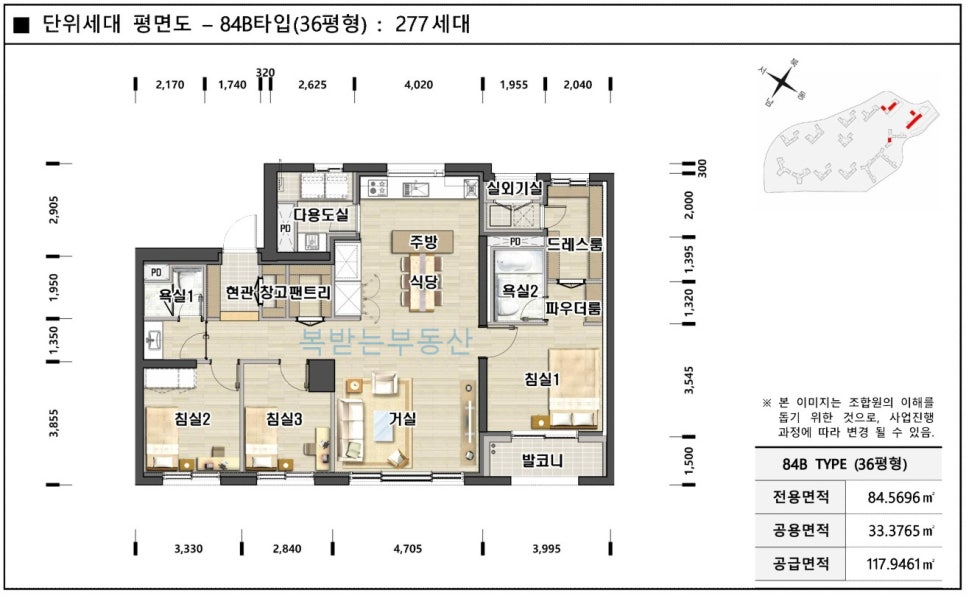 ■ 단위세대 평면도 – 84B타입(36평형) : 277세대
320
2,170 1,740 2,625 4,020 1,955 2,040
서 북
남 동
300
2,905
1,950
1,350
3,855
2,000
1,395
1,320
3,545
1,500
실외기실
다용도실
PD
주방
PD
드레스룸
PD
욕실1
현관
창고
팬트리
식당
욕실2
파우더룸
복받는부동산
침실1
침실2
침실3
거실
발코니
3,330 2,840 4,705 3,995
※ 본 이미지는 조합원의 이해를
돕기 위한 것으로, 사업진행
과정에 따라 변경 될 수 있음.
84B TYPE (36평형)
전용면적 84.5696㎡
공용면적 33.3765㎡
공급면적 117.9461㎡